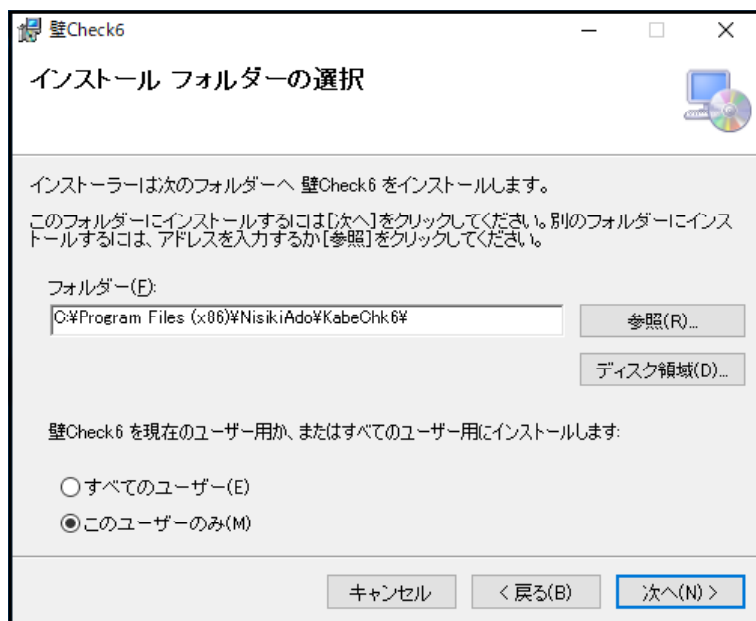 壁Check6
インストール フォルダーの選択
インストーラーは次のフォルダーへ 壁Check6 をインストールします。
このフォルダーにインストールするには[次へ]をクリックしてください。別のフォルダーにインス
トールするには、アドレスを入力するか[参照]をクリックしてください。
フォルダー(F):
C:¥Program Files (x86)¥NisikiAdo¥KabeChk6¥
参照(R)...
ディスク領域(D)...
壁Check6 を現在のユーザー用か、またはすべてのユーザー用にインストールします:
すべてのユーザー(E)
このユーザーのみ(M)
キャンセル
< 戻る(B)
次へ(N) >